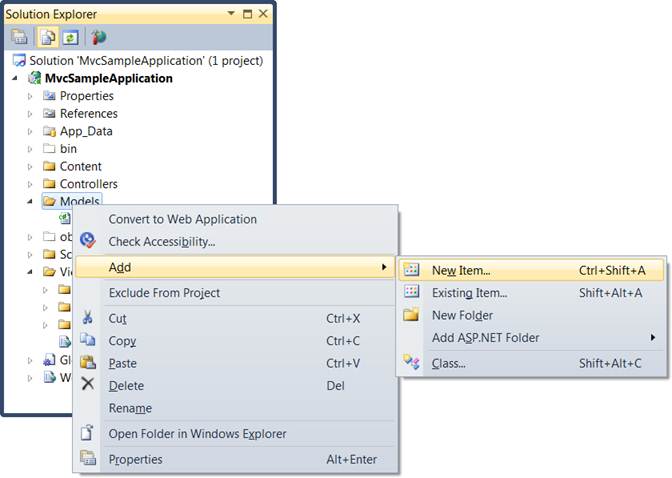 Solution Explorer
Solution 'MvcSampleApplication' (1 project)
MvcSampleApplication
Properties
References
App_Data
bin
Content
Controllers
Models
ob
Sc
Vie
Gl
W
Convert to Web Application
Check Accessibility...
Add
Exclude From Project
Cut Ctrl+X
Copy Ctrl+C
Paste Ctrl+V
Delete Del
Rename
Open Folder in Windows Explorer
Properties Alt+Enter
New Item... Ctrl+Shift+A
Existing Item... Shift+Alt+A
New Folder
Add ASP.NET Folder
Class... Shift+Alt+C